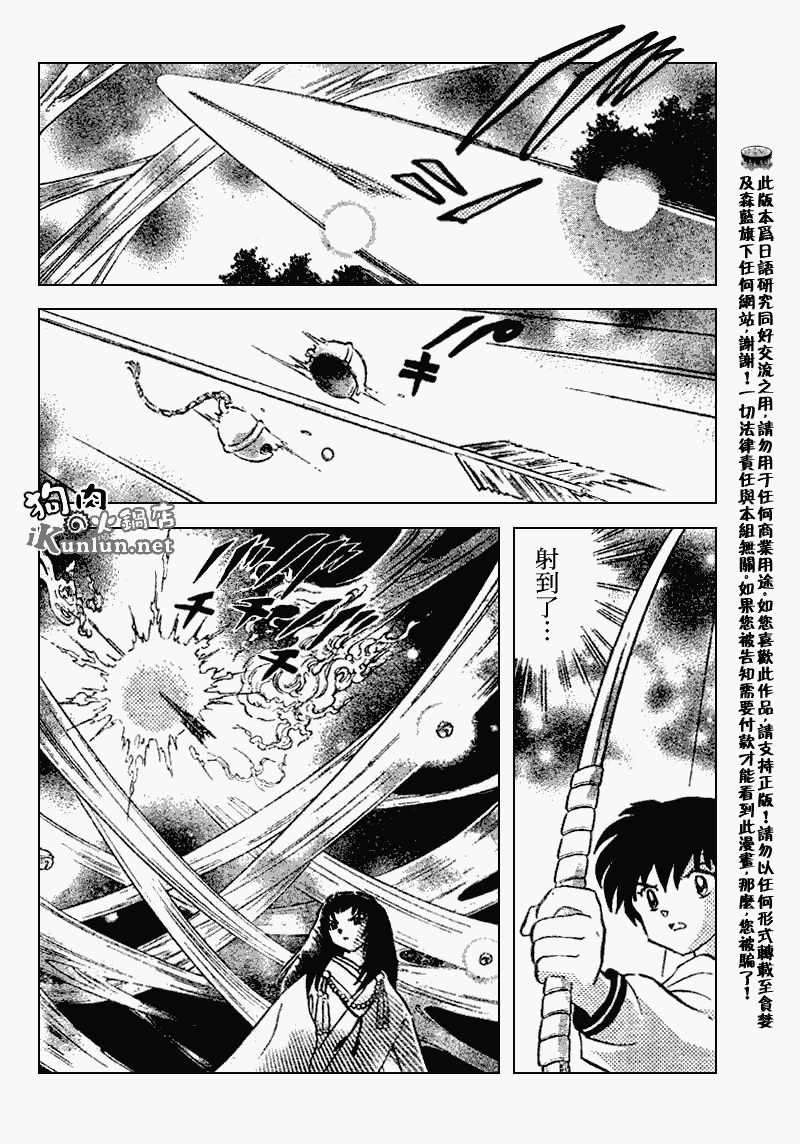 キ
射到了…
チ
チ
狗肉
火鍋店
iKunlun.net
此版本爲日語研究同好交流之用,請勿用于任何商業用途。如您喜歡此作品,請支持正版!請勿以任何形式轉載至貪婪
及森藍旗下任何網站,謝謝!一切法律責任與本組無關。如果您被告知需要付款才能看到此漫畫,那麼,您被騙了!